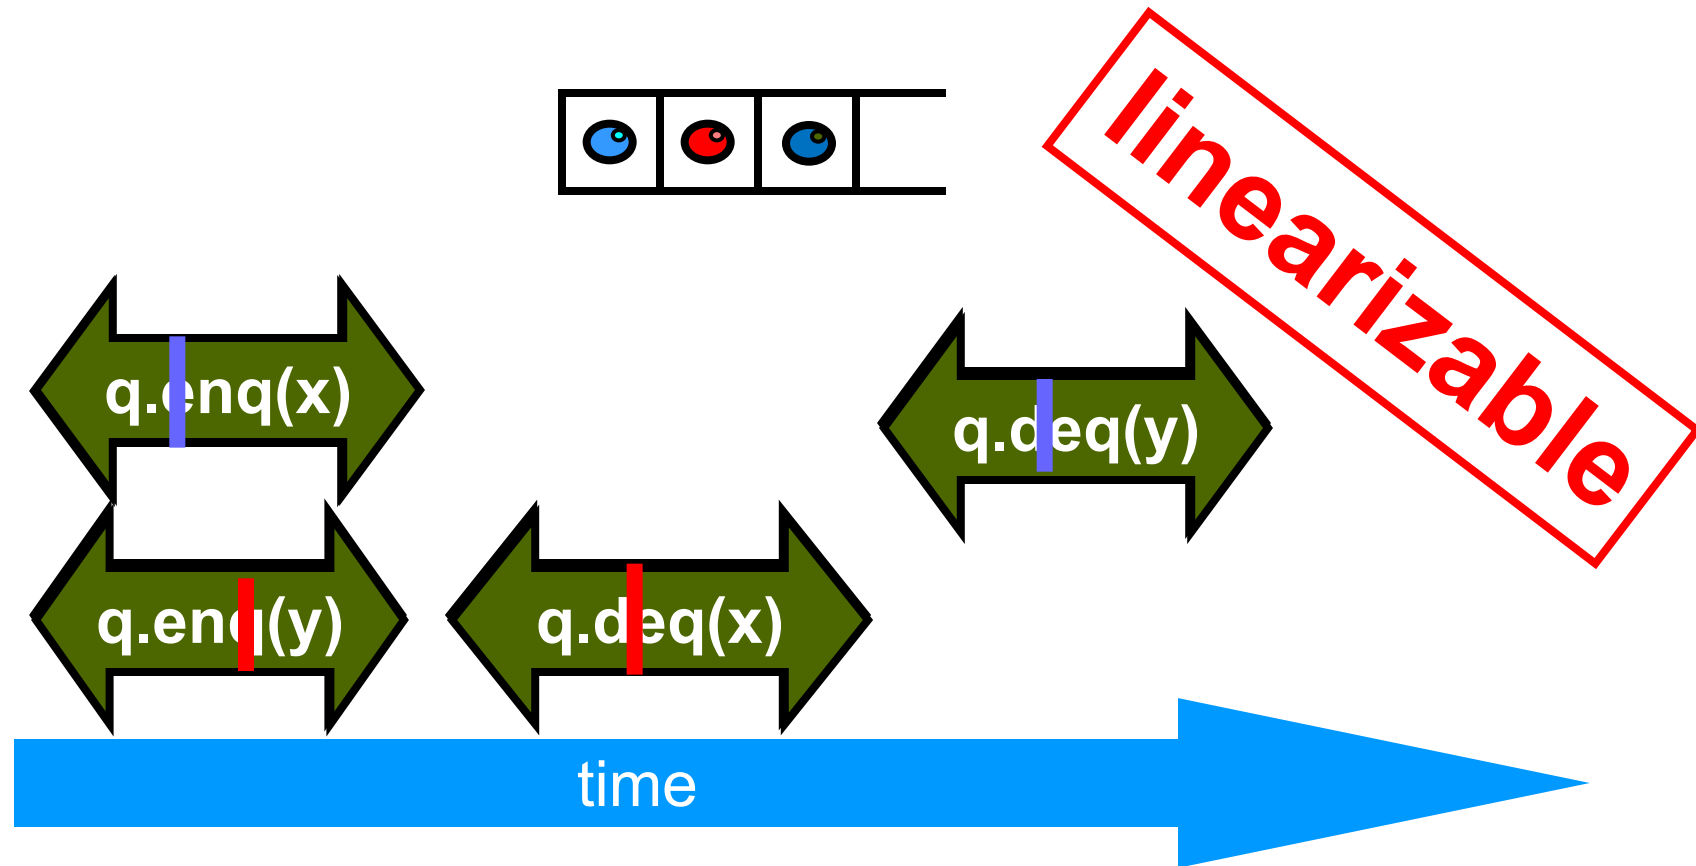 linearizable
q.enq(x)
q.deq(y)
q.enq(y)
q.deq(x)
time